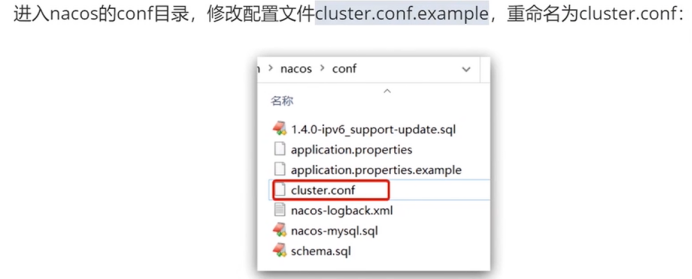 进入nacos的conf目录，修改配置文件cluster.conf.example，重命名为cluster.conf：
nacos > conf
名称
1.4.0-ipv6_support-update.sql
application.properties
application.properties.example
cluster.conf
nacos-logback.xml
nacos-mysql.sql
schema.sql